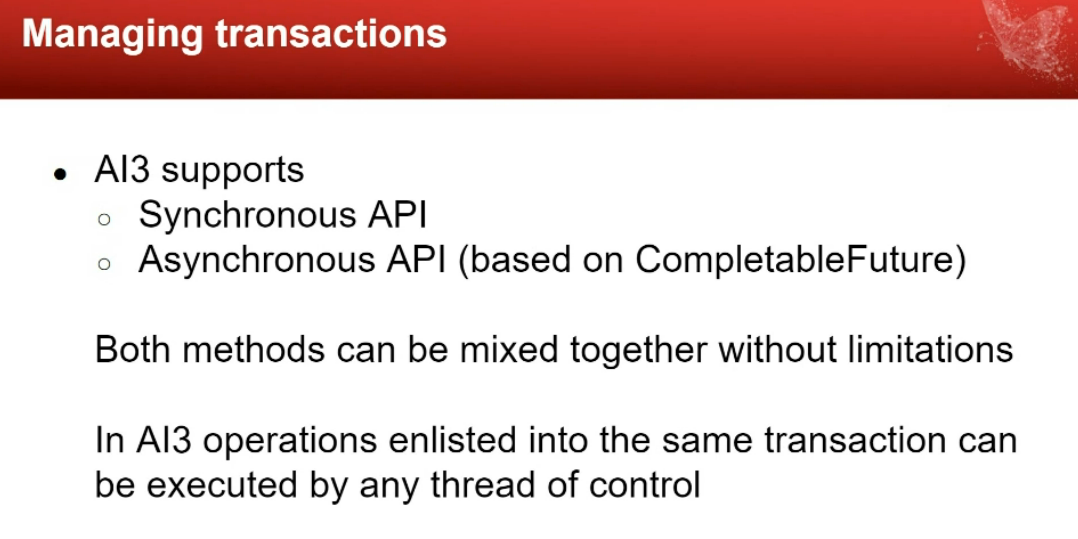 Managing transactions
● AI3 supports
○ Synchronous API
○ Asynchronous API (based on CompletableFuture)
Both methods can be mixed together without limitations
In AI3 operations enlisted into the same transaction can
be executed by any thread of control